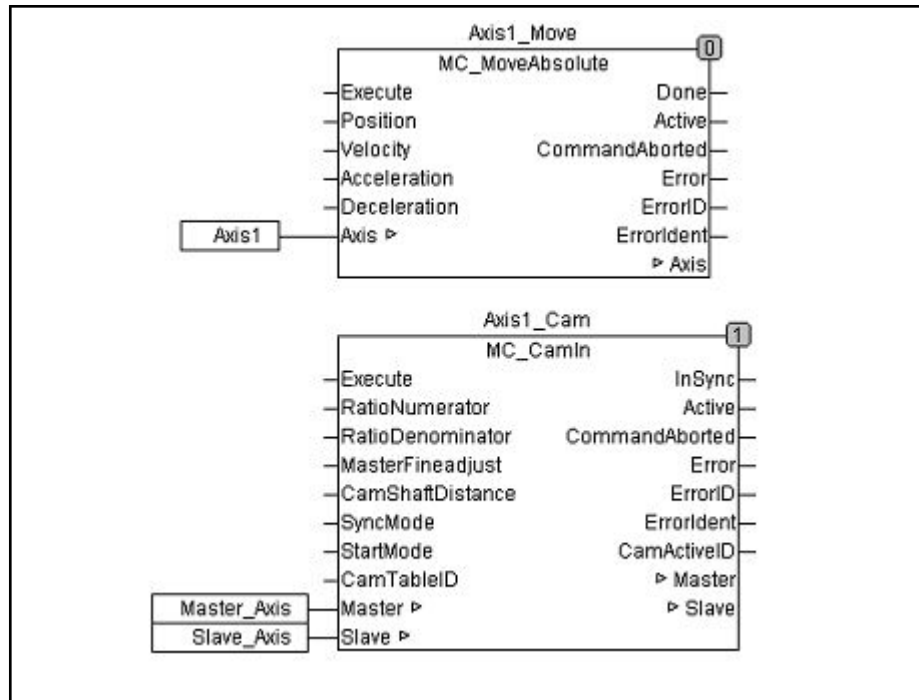 Axis1_Move
0
MC_MoveAbsolute
Execute Done
Position Active
Velocity CommandAborted
Acceleration Error
Deceleration ErrorID
Axis1 Axis ErrorIdent
Axis
Axis1_Cam
1
MC_CamIn
Execute InSync
RatioNumerator Active
RatioDenominator CommandAborted
MasterFineadjust Error
CamShaftDistance ErrorID
SyncMode ErrorIdent
StartMode CamActiveID
CamTableID Master
Master_Axis Master Slave
Slave_Axis Slave